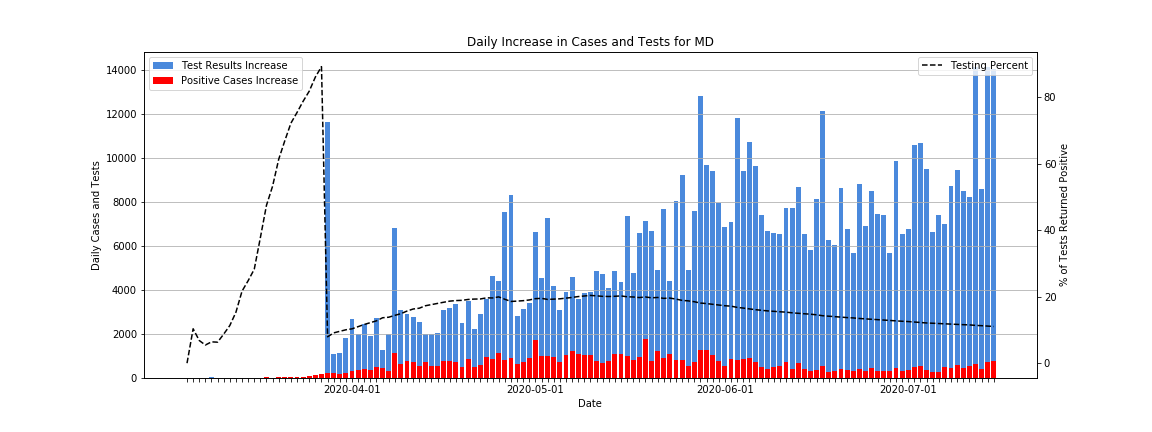 Daily Increase in Cases and Tests for MD
Test Results Increase
Positive Cases Increase
Testing Percent
14000
12000
10000
8000
6000
4000
2000
0
Daily Cases and Tests
80
60
40
20
0
% of Tests Returned Positive
2020-04-01
2020-05-01
2020-06-01
2020-07-01
Date